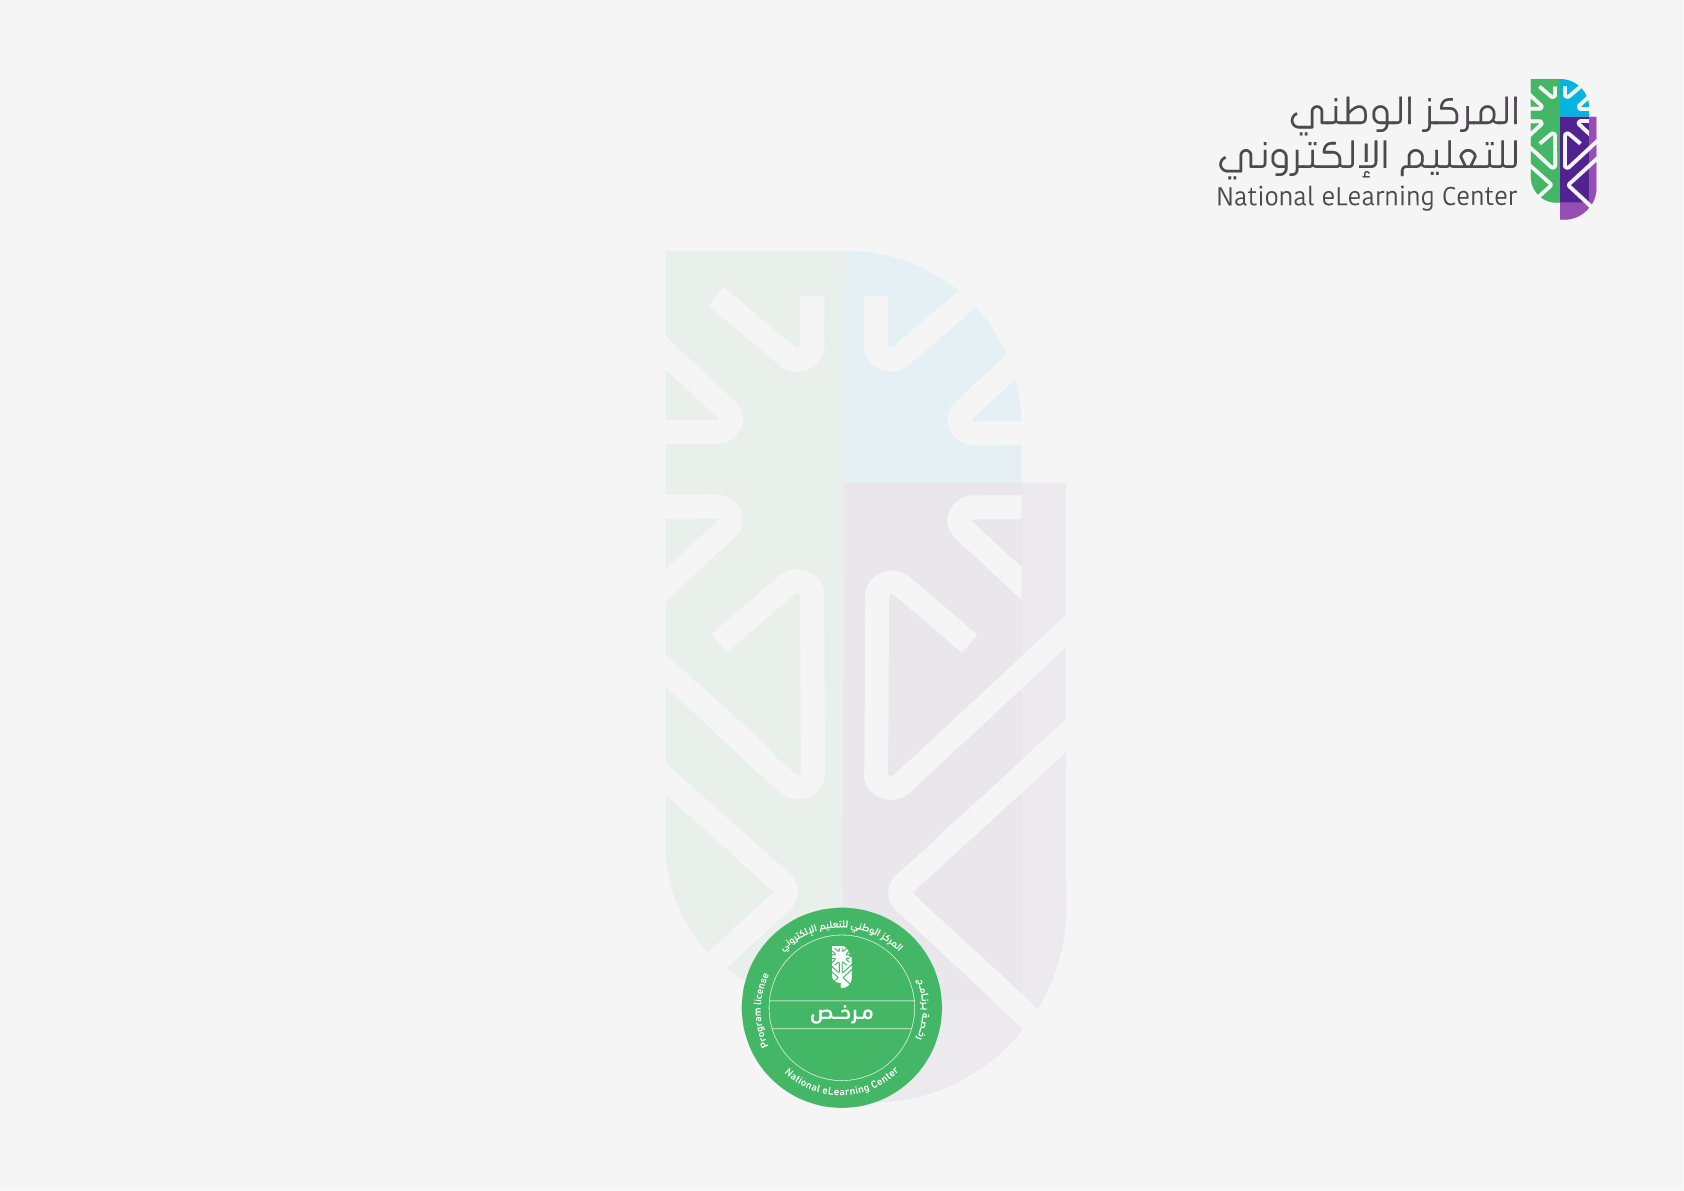 المركز الوطني
للتعليم الإلكتروني
National eLearning Center
المركز الوطني للتعليم الإلكتروني
Program license
رخصة برنامج
مرخص
National eLearning Center